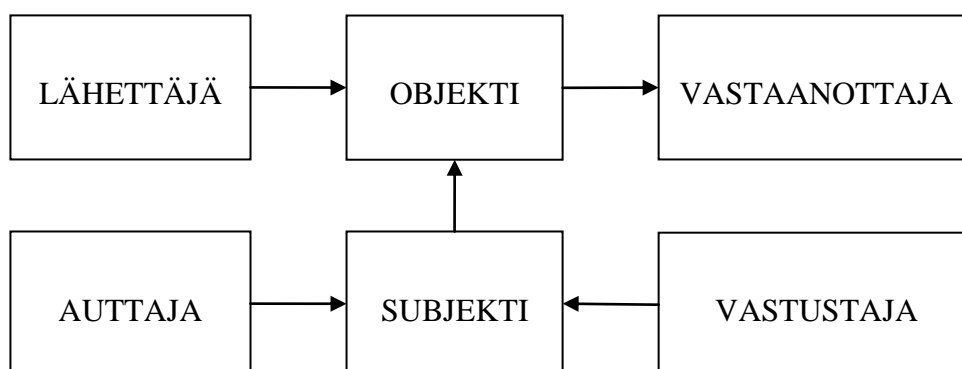 LÄHETTÄJÄ OBJEKTI VASTAANOTTAJA
AUTTAJA SUBJEKTI VASTUSTAJA